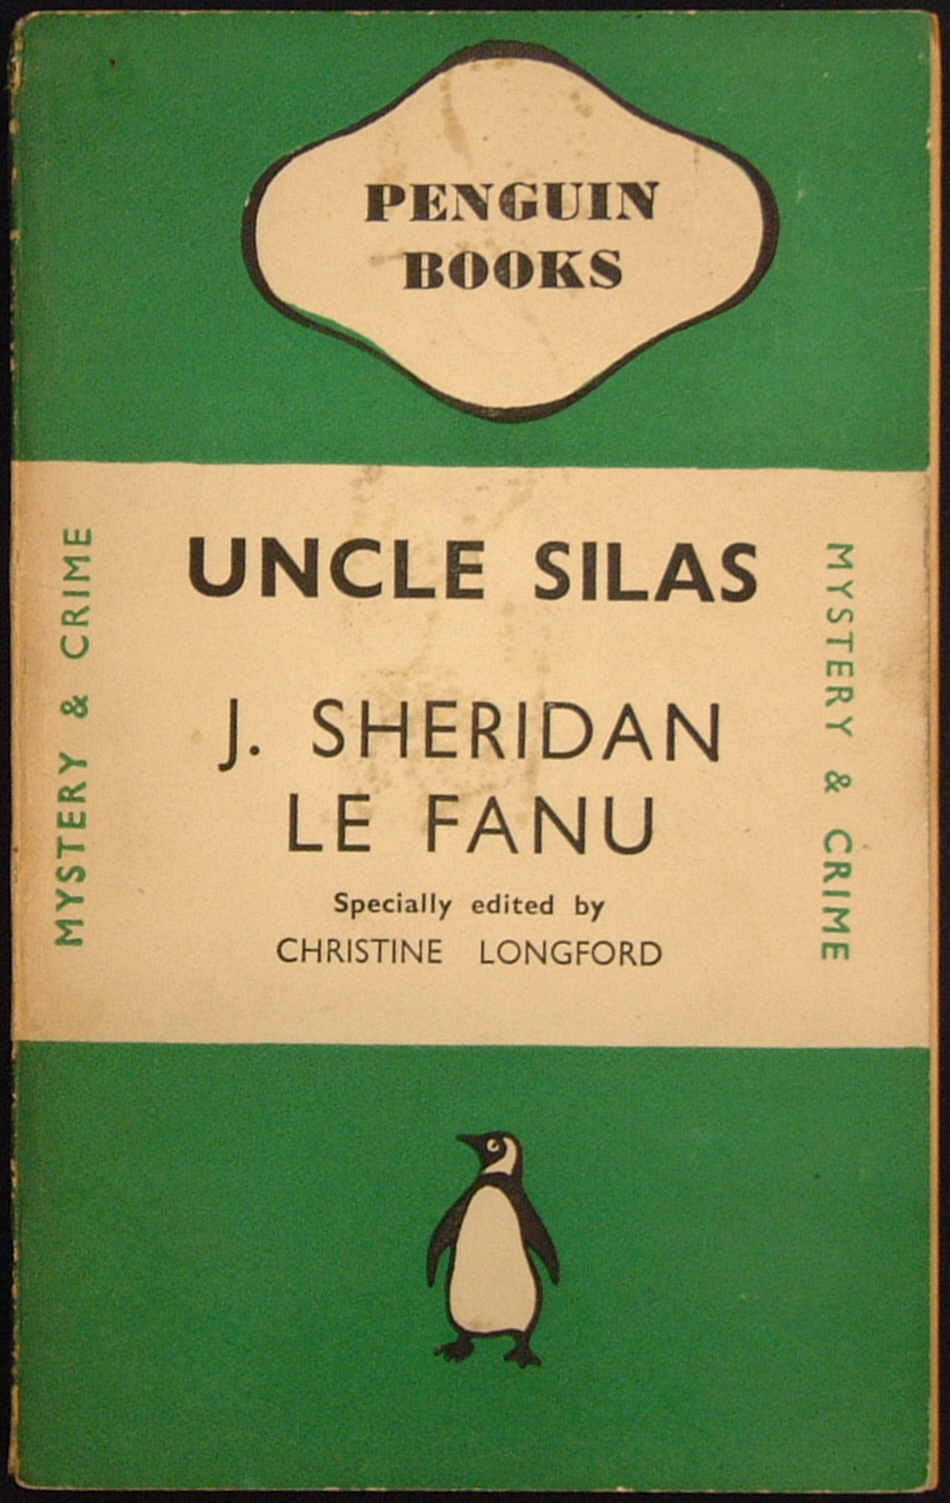 PENGUIN
BOOKS
UNCLE SILAS
J. SHERIDAN
LE FANU
Specially edited by
CHRISTINE LONGFORD
MYSTERY & CRIME
MYSTERY & CRIME